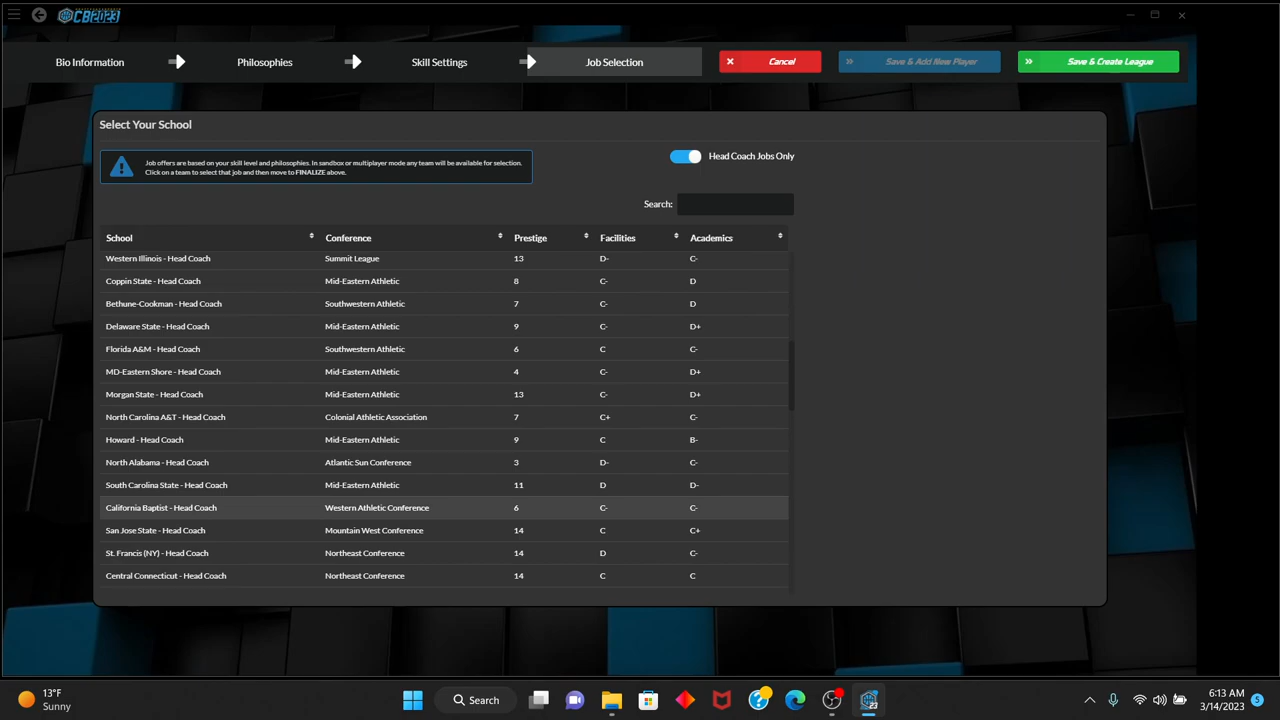 CB2023
Bio Information
Philosophies
Skill Settings
Job Selection
Cancel
Save & Add New Player
Save & Create League
Select Your School
Job offers are based on your skill level and philosophies. In sandbox or multiplayer mode any team will be available for selection.
Click on a team to select that job and then move to FINALIZE above.
Head Coach Jobs Only
Search:
School Conference Prestige Facilities Academics
Western Illinois - Head Coach Summit League 13 D- C-
Coppin State - Head Coach Mid-Eastern Athletic 8 C- D
Bethune-Cookman - Head Coach Southwestern Athletic 7 C- D
Delaware State - Head Coach Mid-Eastern Athletic 9 C- D+
Florida A&M - Head Coach Southwestern Athletic 6 C C-
MD-Eastern Shore - Head Coach Mid-Eastern Athletic 4 C- D+
Morgan State - Head Coach Mid-Eastern Athletic 13 C- D+
North Carolina A&T - Head Coach Colonial Athletic Association 7 C+ C-
Howard - Head Coach Mid-Eastern Athletic 9 C B-
North Alabama - Head Coach Atlantic Sun Conference 3 D- C-
South Carolina State - Head Coach Mid-Eastern Athletic 11 D D-
California Baptist - Head Coach Western Athletic Conference 6 C- C-
San Jose State - Head Coach Mountain West Conference 14 C C+
St. Francis (NY) - Head Coach Northeast Conference 14 D C-
Central Connecticut - Head Coach Northeast Conference 14 C C
13°F
Sunny
Search
23
6:13 AM
3/14/2023
5